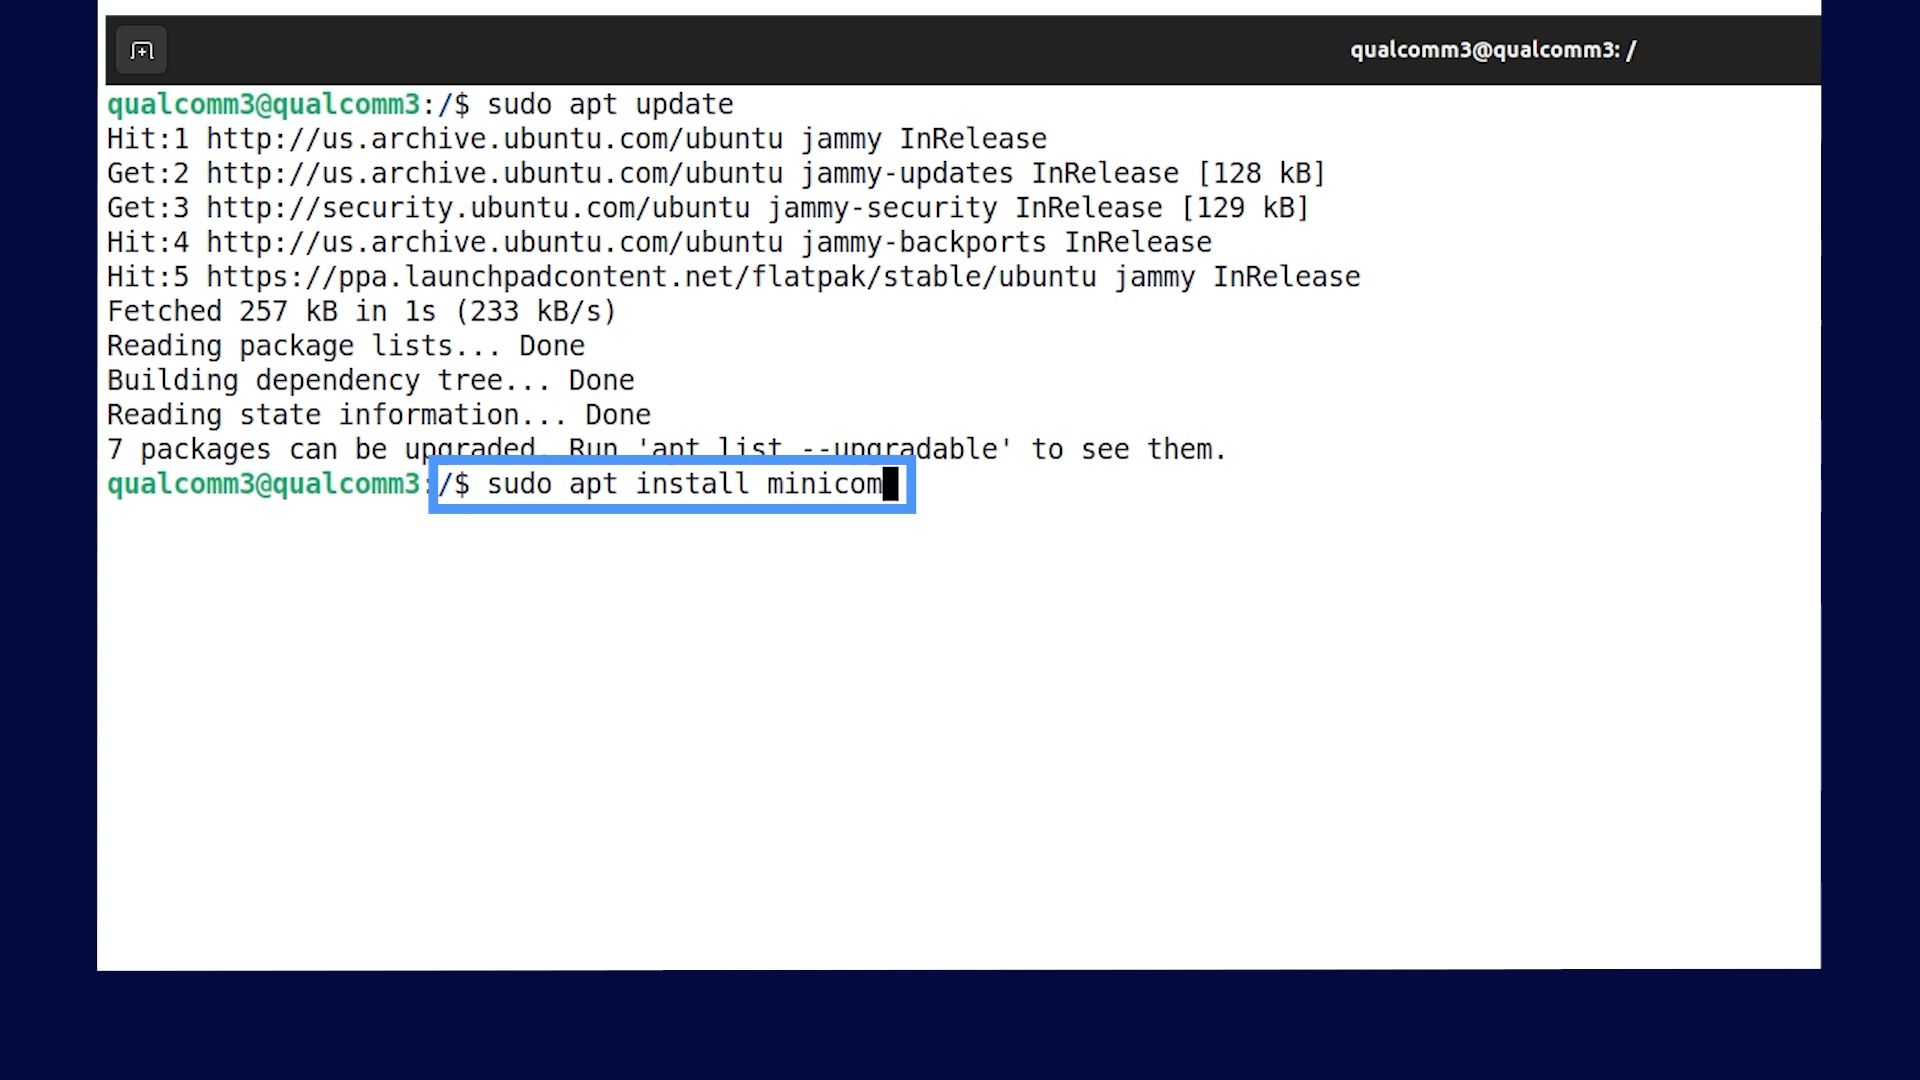 qualcomm3@qualcomm3: /
qualcomm3@qualcomm3:/$ sudo apt update
Hit:1 http://us.archive.ubuntu.com/ubuntu jammy InRelease
Get:2 http://us.archive.ubuntu.com/ubuntu jammy-updates InRelease [128 kB]
Get:3 http://security.ubuntu.com/ubuntu jammy-security InRelease [129 kB]
Hit:4 http://us.archive.ubuntu.com/ubuntu jammy-backports InRelease
Hit:5 https://ppa.launchpadcontent.net/flatpak/stable/ubuntu jammy InRelease
Fetched 257 kB in 1s (233 kB/s)
Reading package lists... Done
Building dependency tree... Done
Reading state information... Done
7 packages can be upgraded. Run 'apt list --upgradable' to see them.
qualcomm3@qualcomm3:/$ sudo apt install minicom